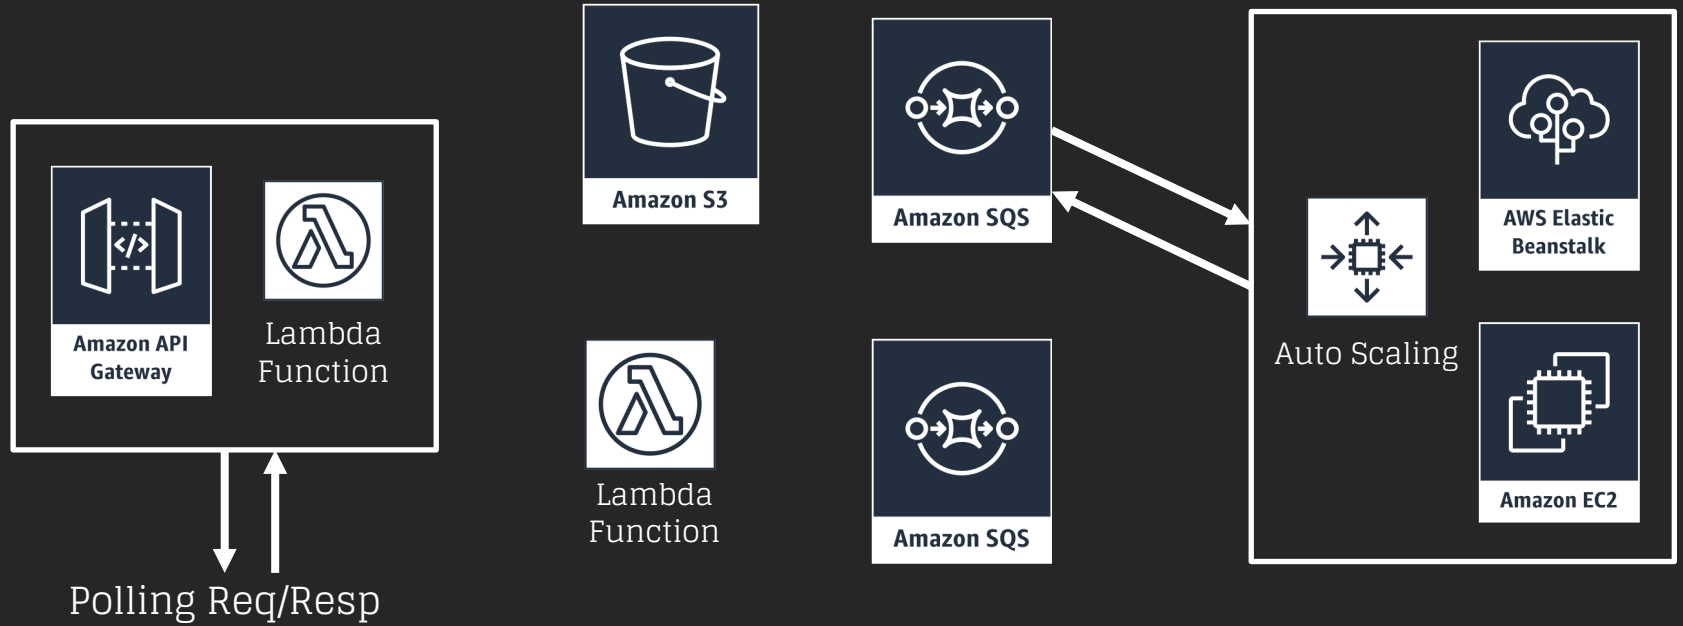 Amazon API
Gateway
</>
Lambda
Function
Polling Req/Resp
Amazon S3
Lambda
Function
Amazon SQS
Amazon SQS
Auto Scaling
AWS Elastic
Beanstalk
Amazon EC2